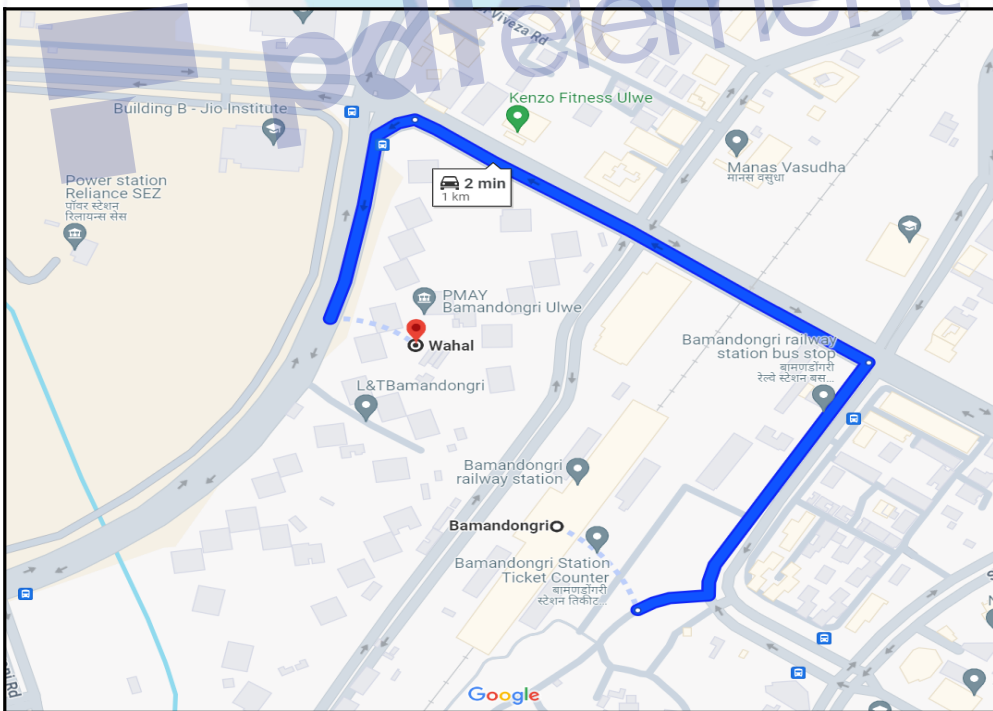 pdfelement
Viveza Rd
Kenzo Fitness Ulwe
Building B - Jio Institute
Manas Vasudha
मानस वसुधा
2 min
1 km
Power station
Reliance SEZ
पॉवर स्टेशन
रिलायन्स सेस
PMAY
Bamandongri Ulwe
Wahal
Bamandongri railway
station bus stop
बामणडोंगरी
रेल्वे स्टेशन बस...
L&TBamandongri
Bamandongri
railway station
Bamandongri
Bamandongri Station
Ticket Counter
बामणडोंगरी
स्टेशन तिकीट...
Rd
Google